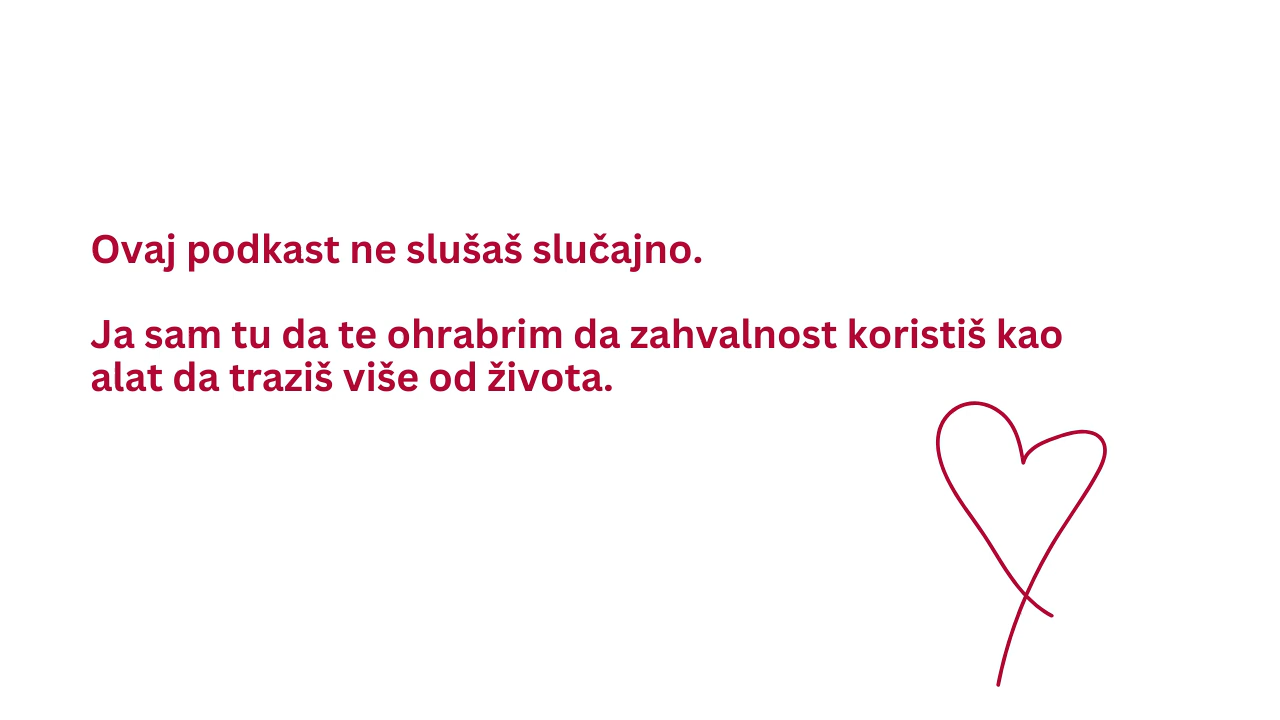 Ovaj podkast ne slušaš slučajno.
Ja sam tu da te ohrabrim da zahvalnost koristiš kao
alat da traziš više od života.